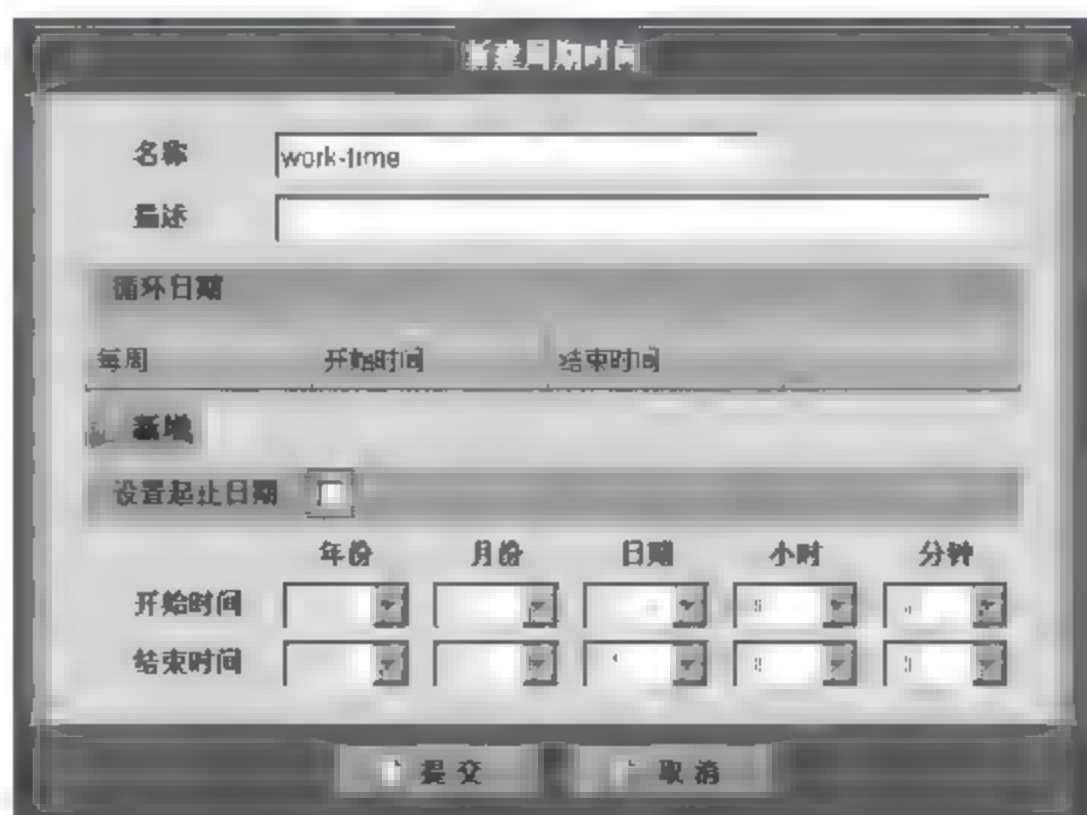 新建周期时间
名称 work-time
描述
循环日期
每周 开始时间 结束时间
新增
设置起止日期
年份 月份 日期 小时 分钟
开始时间
结束时间
提交 取消